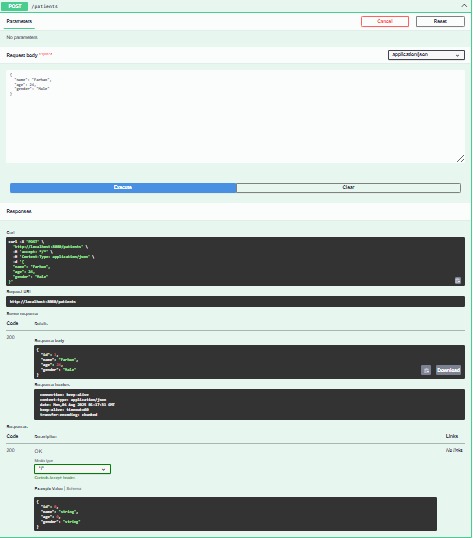 POST /patients
Parameters
Cancel
Reset
No parameters
Request body required
application/json
{
"name": "Farhan",
"age": 24,
"gender": "Male"
}
Execute
Clear
Responses
Curl
curl -X 'POST' \
'http://localhost:8080/patients' \
-H 'accept: */*' \
-H 'Content-Type: application/json' \
-d '{
"name": "Farhan",
"age": 24,
"gender": "Male"
}'
Request URL
http://localhost:8080/patients
Server response
Code Details
200
Response body
{
"id":
"name": "Farhan",
"age": 24,
"gender": "Male"
}
Download
Response headers
connection: keep-alive
content-type: application/json
date: Mon,04 Aug 2025 GMT
keep-alive: timeout=60
transfer-encoding: chunked
Responses
Code Description Links
200 OK No links
Media type
*/*
Controls Accept header.
Example Value | Schema
{
"id": 0,
"name": "string",
"age": 0,
"gender": "string"
}